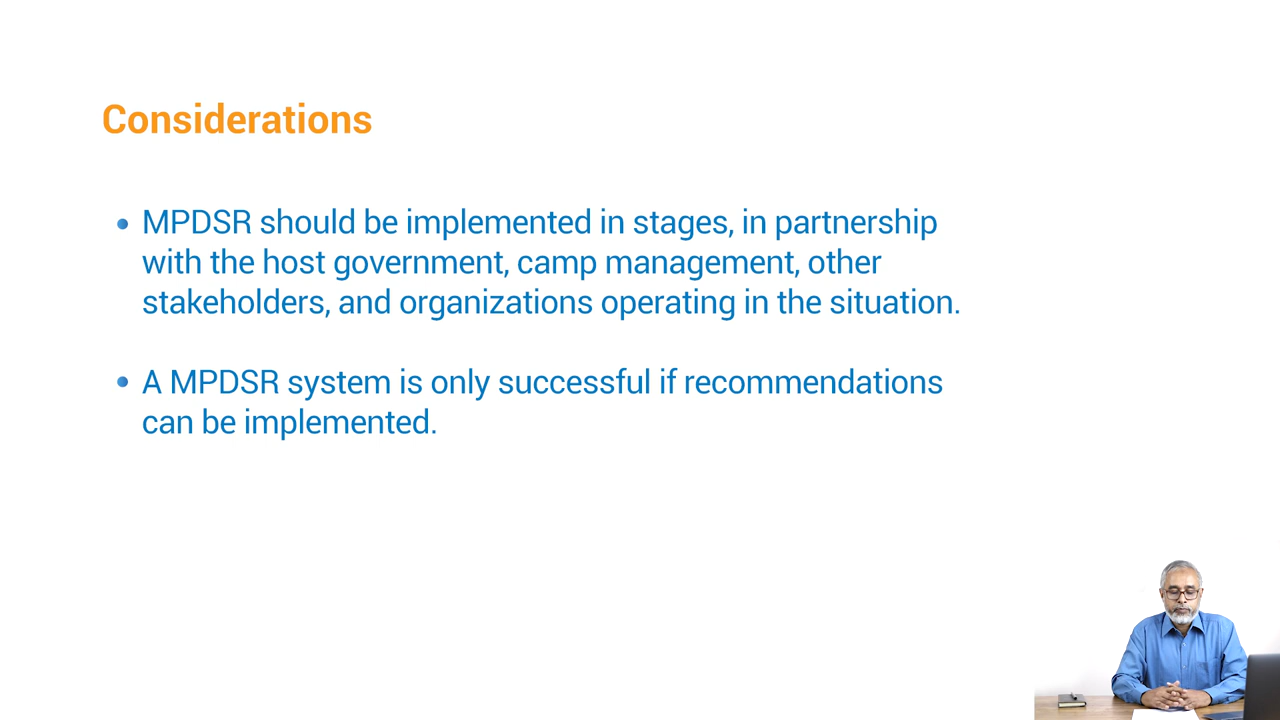 Considerations
MPDSR should be implemented in stages, in partnership
with the host government, camp management, other
stakeholders, and organizations operating in the situation.
A MPDSR system is only successful if recommendations
can be implemented.